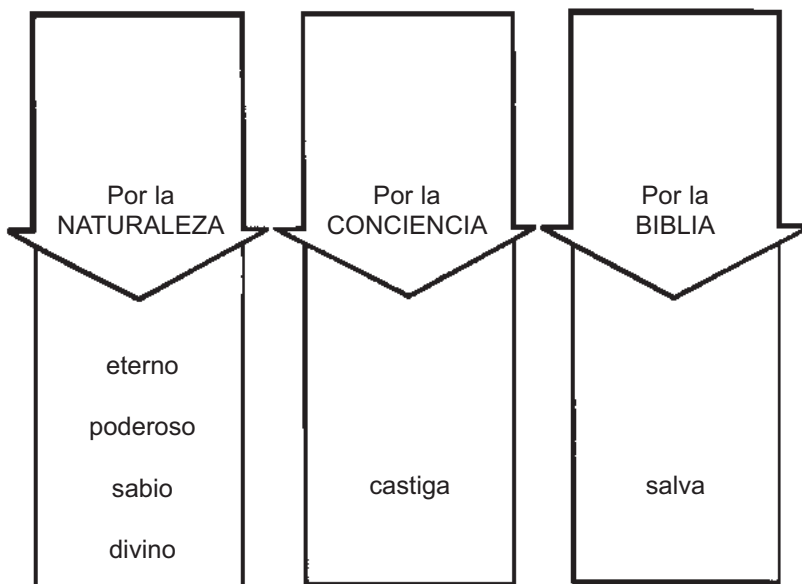 Por la
NATURALEZA
eterno
poderoso
sabio
divino
Por la
CONCIENCIA
castiga
Por la
BIBLIA
salva